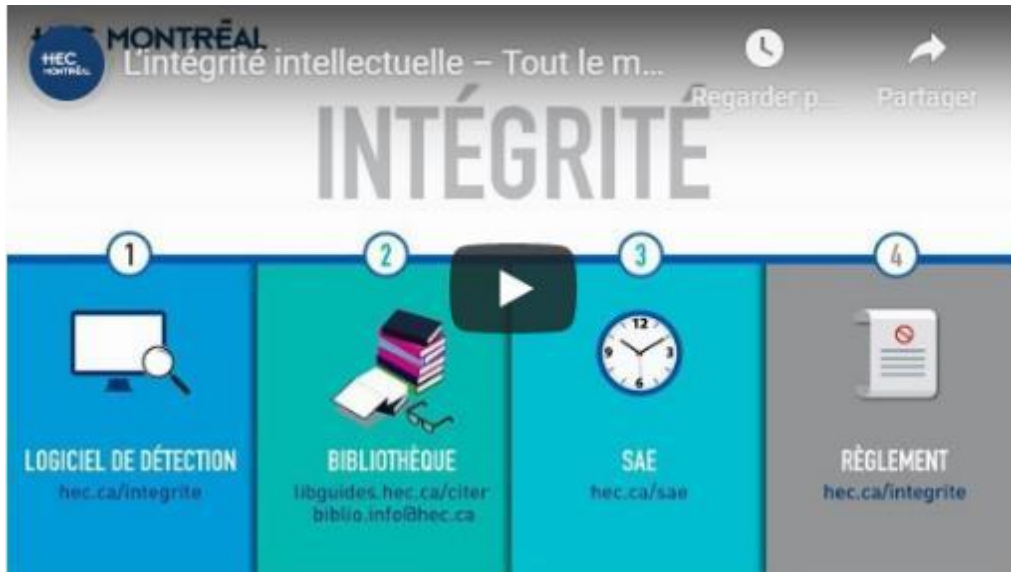 HEC MONTRÉAL
HEC
MONTRÉAL
L'intégrité intellectuelle – Tout le m...
Regarder p...
Partager
INTÉGRITÉ
1
2
3
4
12
9
3
6
LOGICIEL DE DÉTECTION
hec.ca/integrite
BIBLIOTHÈQUE
libguides.hec.ca/citer
biblio.info@hec.ca
SAE
hec.ca/sae
RÈGLEMENT
hec.ca/integrite